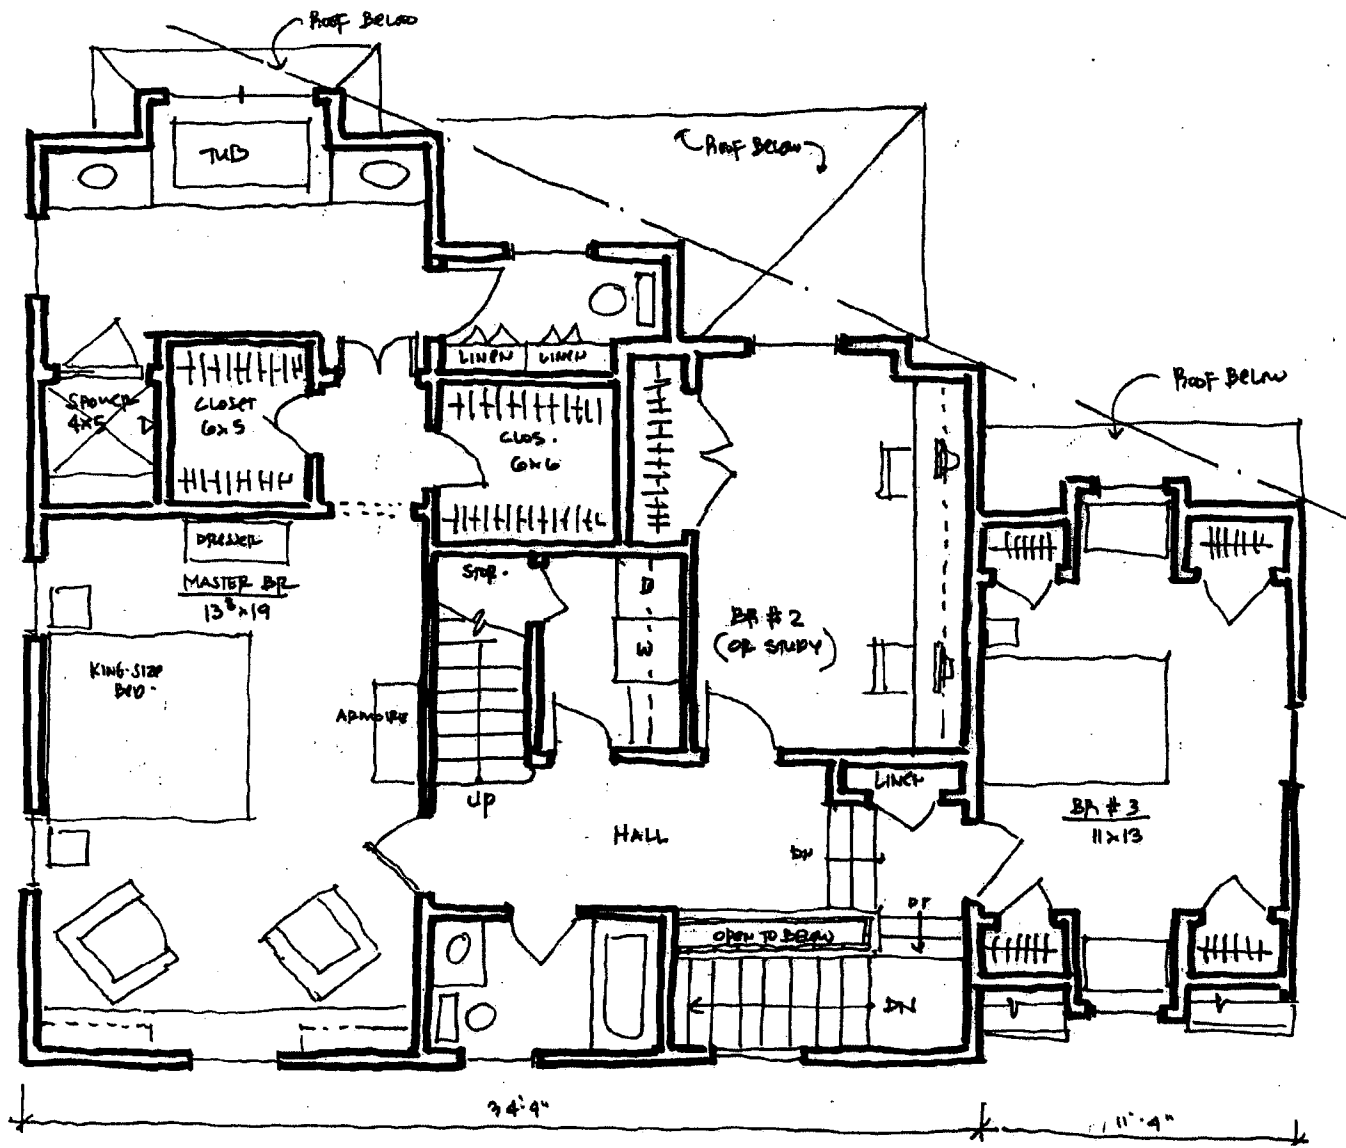 ROOF BELOW
ROOF BELOW
TUB
LINEN
LINEN
ROOF BELOW
SHOWER
4x5
CLOSET
6x5
CLOS.
6x6
DRESSER
MASTER BR
13⁸x19
STOR.
D
W
BR #2
(OR STUDY)
KING-SIZE
BED
ARMOIRE
UP
LINEN
HALL
DN
BR #3
11x13
DN
OPEN TO BELOW
DN
34'-4"
11'-4"